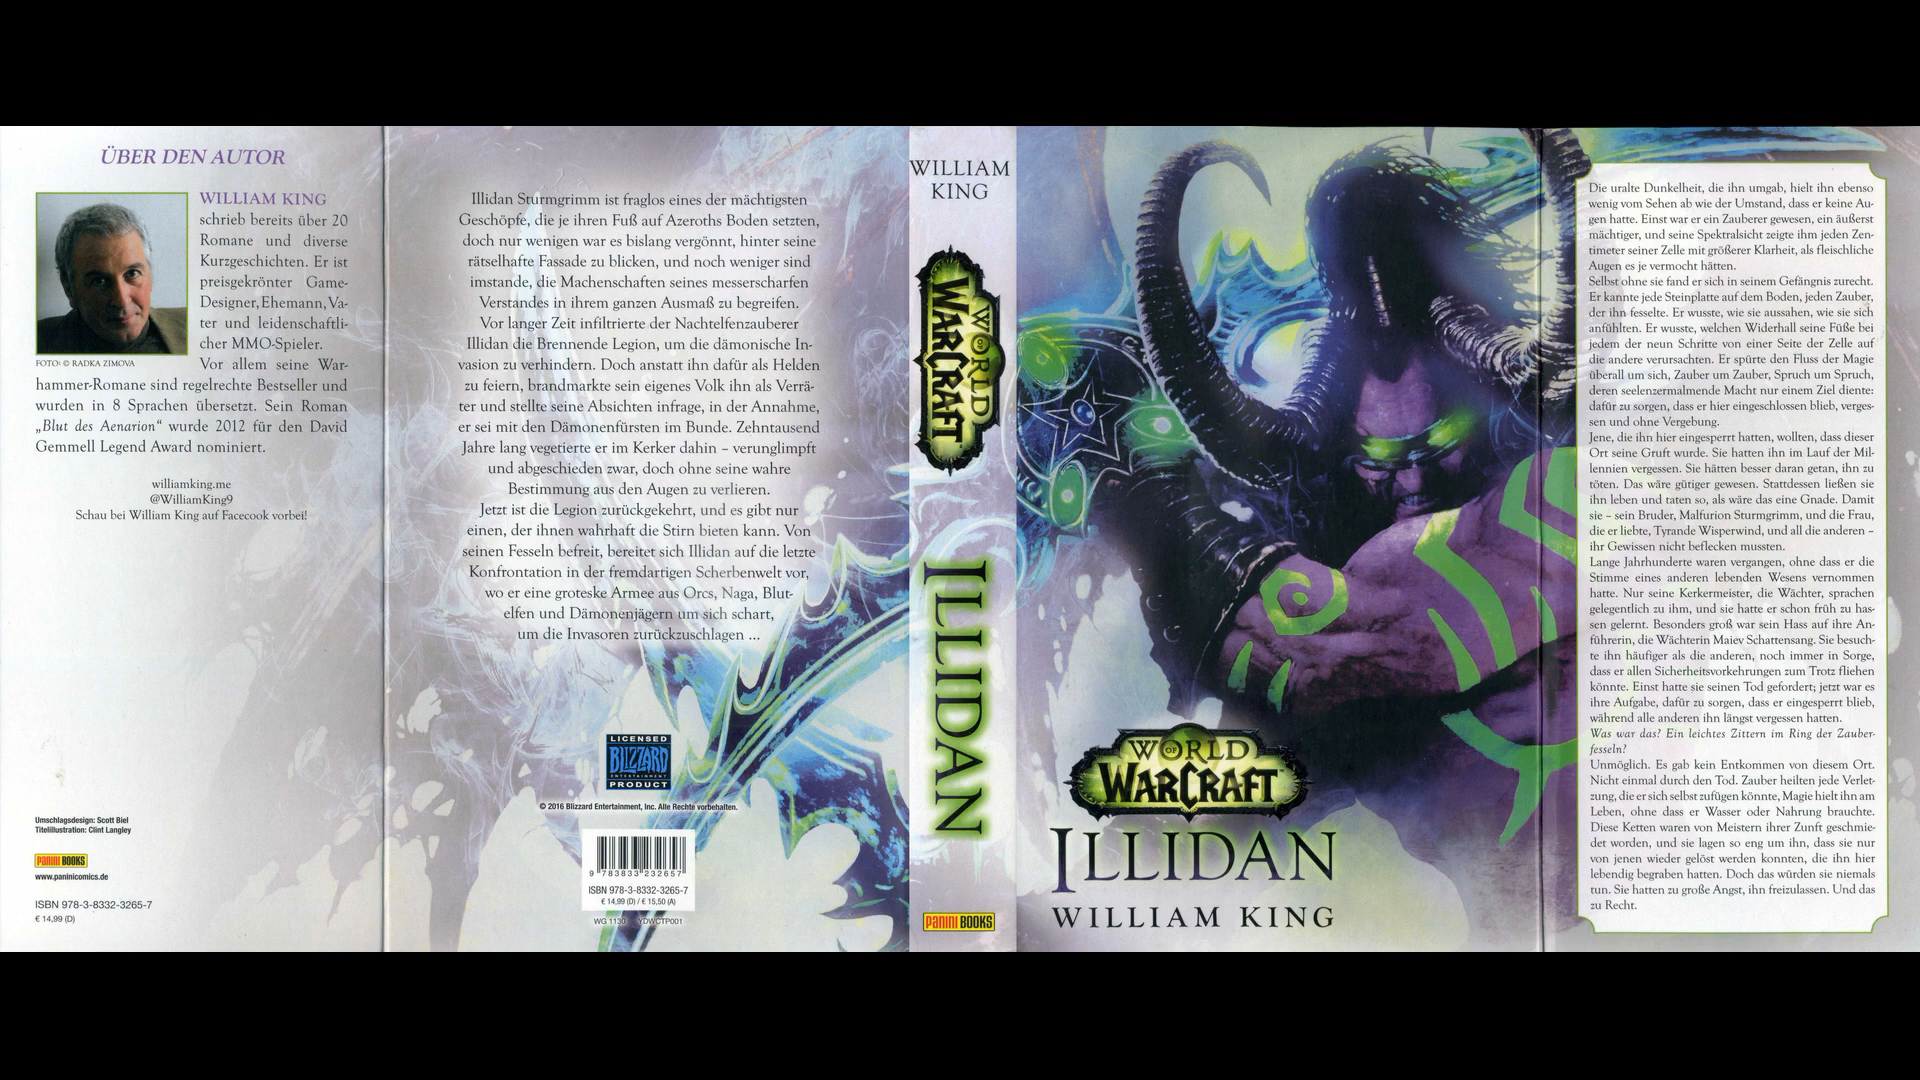 ÜBER DEN AUTOR
WILLIAM KING
schrieb bereits über 20
Romane und diverse
Kurzgeschichten. Er ist
preisgekrönter Game-
Designer, Ehemann, Va-
ter und leidenschaftli-
cher MMO-Spieler.
Vor allem seine War-
FOTO: © RADKA ZIMOVA
hammer-Romane sind regelrechte Bestseller und
wurden in 8 Sprachen übersetzt. Sein Roman
„Blut des Aenarion“ wurde 2012 für den David
Gemmell Legend Award nominiert.
williamking.me
@WilliamKing9
Schau bei William King auf Facecook vorbei!
Umschlagsdesign: Scott Biel
Titelillustration: Clint Langley
PANINI BOOKS
www.paninicomics.de
ISBN 978-3-8332-3265-7
€ 14,99 (D)
Illidan Sturmgrimm ist fraglos eines der mächtigsten
Geschöpfe, die je ihren Fuß auf Azeroths Boden setzten,
doch nur wenigen war es bislang vergönnt, hinter seine
rätselhafte Fassade zu blicken, und noch weniger sind
imstande, die Machenschaften seines messerscharfen
Verstandes in ihrem ganzen Ausmaß zu begreifen.
Vor langer Zeit infiltrierte der Nachtelfenzauberer
Illidan die Brennende Legion, um die dämonische In-
vasion zu verhindern. Doch anstatt ihn dafür als Helden
zu feiern, brandmarkte sein eigenes Volk ihn als Verrä-
ter und stellte seine Absichten infrage, in der Annahme,
er sei mit den Dämonenfürsten im Bunde. Zehntausend
Jahre lang vegetierte er im Kerker dahin – verunglimpft
und abgeschieden zwar, doch ohne seine wahre
Bestimmung aus den Augen zu verlieren.
Jetzt ist die Legion zurückgekehrt, und es gibt nur
einen, der ihnen wahrhaft die Stirn bieten kann. Von
seinen Fesseln befreit, bereitet sich Illidan auf die letzte
Konfrontation in der fremdartigen Scherbenwelt vor,
wo er eine groteske Armee aus Orcs, Naga, Blut-
elfen und Dämonenjägern um sich schart,
um die Invasoren zurückzuschlagen ...
LICENSED
BLIZZARD
ENTERTAINMENT
PRODUCT
© 2016 Blizzard Entertainment, Inc. Alle Rechte vorbehalten.
9 783833 232657
ISBN 978-3-8332-3265-7
€ 14,99 (D) / € 15,50 (A)
WG 1130 YDWCTP001
WILLIAM
KING
WORLD
OF
WARCRAFT
ILLIDAN
PANINI BOOKS
WORLD
OF
WARCRAFT
ILLIDAN
WILLIAM KING
Die uralte Dunkelheit, die ihn umgab, hielt ihn ebenso
wenig vom Sehen ab wie der Umstand, dass er keine Au-
gen hatte. Einst war er ein Zauberer gewesen, ein äußerst
mächtiger, und seine Spektralsicht zeigte ihm jeden Zen-
timeter seiner Zelle mit größerer Klarheit, als fleischliche
Augen es je vermocht hätten.
Selbst ohne sie fand er sich in seinem Gefängnis zurecht.
Er kannte jede Steinplatte auf dem Boden, jeden Zauber,
der ihn fesselte. Er wusste, wie sie aussahen, wie sie sich
anfühlten. Er wusste, welchen Widerhall seine Füße bei
jedem der neun Schritte von einer Seite der Zelle auf
die andere verursachten. Er spürte den Fluss der Magie
überall um sich, Zauber um Zauber, Spruch um Spruch,
deren seelenzermalmende Macht nur einem Ziel diente:
dafür zu sorgen, dass er hier eingeschlossen blieb, verges-
sen und ohne Vergebung.
Jene, die ihn hier eingesperrt hatten, wollten, dass dieser
Ort seine Gruft wurde. Sie hatten ihn im Lauf der Mil-
lennien vergessen. Sie hätten besser daran getan, ihn zu
töten. Das wäre gütiger gewesen. Stattdessen ließen sie
ihn leben und taten so, als wäre das eine Gnade. Damit
sie – sein Bruder, Malfurion Sturmgrimm, und die Frau,
die er liebte, Tyrande Wisperwind, und all die anderen –
ihr Gewissen nicht beflecken mussten.
Lange Jahrhunderte waren vergangen, ohne dass er die
Stimme eines anderen lebenden Wesens vernommen
hatte. Nur seine Kerkermeister, die Wächter, sprachen
gelegentlich zu ihm, und sie hatte er schon früh zu has-
sen gelernt. Besonders groß war sein Hass auf ihre An-
führerin, die Wächterin Maiev Schattensang. Sie besuch-
te ihn häufiger als die anderen, noch immer in Sorge,
dass er allen Sicherheitsvorkehrungen zum Trotz fliehen
könnte. Einst hatte sie seinen Tod gefordert; jetzt war es
ihre Aufgabe, dafür zu sorgen, dass er eingesperrt blieb,
während alle anderen ihn längst vergessen hatten.
Was war das? Ein leichtes Zittern im Ring der Zauber-
fesseln?
Unmöglich. Es gab kein Entkommen von diesem Ort.
Nicht einmal durch den Tod. Zauber heilten jede Verlet-
zung, die er sich selbst zufügen könnte, Magie hielt ihn am
Leben, ohne dass er Wasser oder Nahrung brauchte.
Diese Ketten waren von Meistern ihrer Zunft geschmie-
det worden, und sie lagen so eng um ihn, dass sie nur
von jenen wieder gelöst werden konnten, die ihn hier
lebendig begraben hatten. Doch das würden sie niemals
tun. Sie hatten zu große Angst, ihn freizulassen. Und das
zu Recht.